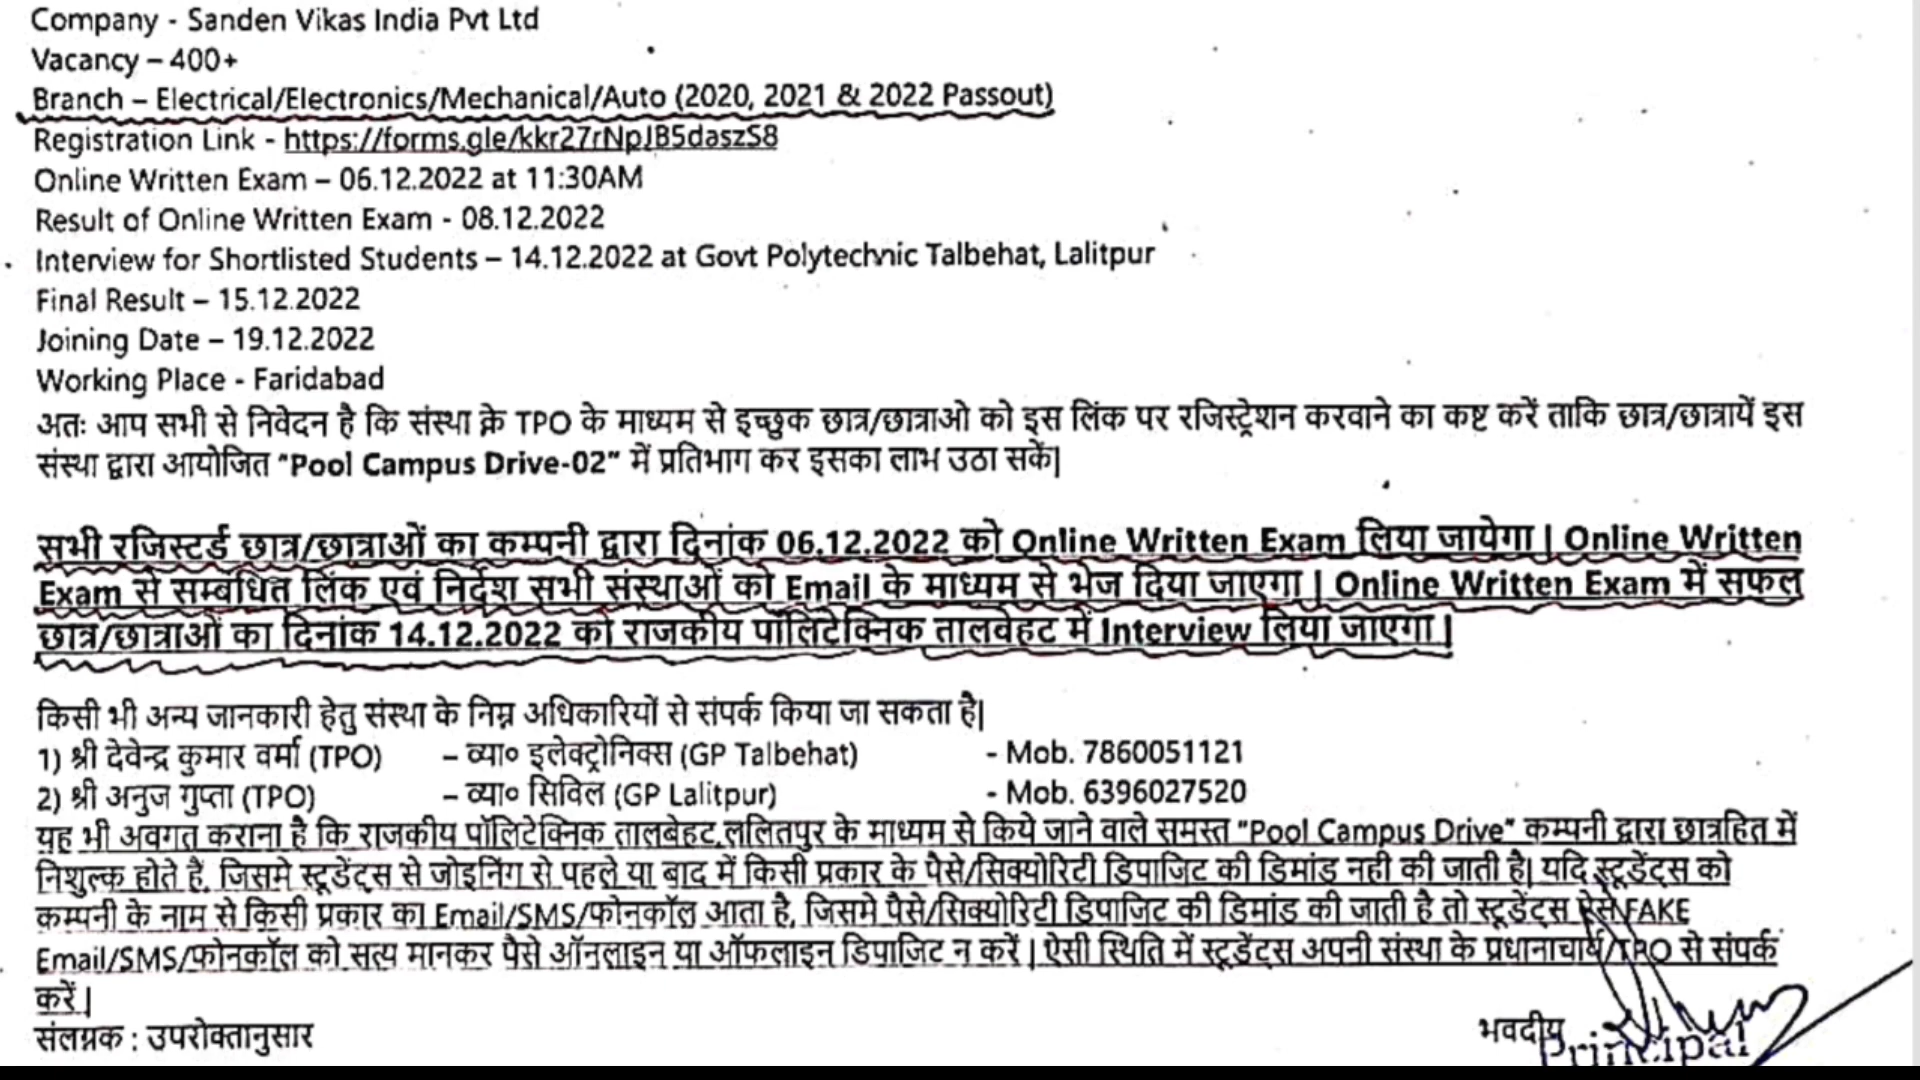 Company - Sanden Vikas India Pvt Ltd
Vacancy – 400+
Branch – Electrical/Electronics/Mechanical/Auto (2020, 2021 & 2022 Passout)
Registration Link - https://forms.gle/kkr27rNpJB5daszS8
Online Written Exam – 06.12.2022 at 11:30AM
Result of Online Written Exam - 08.12.2022
Interview for Shortlisted Students – 14.12.2022 at Govt Polytechnic Talbehat, Lalitpur
Final Result – 15.12.2022
Joining Date – 19.12.2022
Working Place - Faridabad
अतः आप सभी से निवेदन है कि संस्था के TPO के माध्यम से इच्छुक छात्र/छात्राओ को इस लिंक पर रजिस्ट्रेशन करवाने का कष्ट करें ताकि छात्र/छात्रायें इस
संस्था द्वारा आयोजित "Pool Campus Drive-02" में प्रतिभाग कर इसका लाभ उठा सकें|
सभी रजिस्टर्ड छात्र/छात्राओं का कम्पनी द्वारा दिनांक 06.12.2022 को Online Written Exam लिया जायेगा | Online Written
Exam से सम्बंधित लिंक एवं निर्देश सभी संस्थाओं को Email के माध्यम से भेज दिया जाएगा | Online Written Exam में सफल
छात्र/छात्राओं का दिनांक 14.12.2022 को राजकीय पॉलिटेक्निक तालवेहट में Interview लिया जाएगा |
किसी भी अन्य जानकारी हेतु संस्था के निम्न अधिकारियों से संपर्क किया जा सकता है|
1) श्री देवेन्द्र कुमार वर्मा (TPO) – व्या० इलेक्ट्रोनिक्स (GP Talbehat) - Mob. 7860051121
2) श्री अनुज गुप्ता (TPO) – व्या० सिविल (GP Lalitpur) - Mob. 6396027520
यह भी अवगत कराना है कि राजकीय पॉलिटेक्निक तालबेहट,ललितपुर के माध्यम से किये जाने वाले समस्त "Pool Campus Drive" कम्पनी द्वारा छात्रहित में
निशुल्क होते है, जिसमे स्टूडेंट्स से जोइनिंग से पहले या बाद में किसी प्रकार के पैसे/सिक्योरिटी डिपाजिट की डिमांड नही की जाती है| यदि स्टूडेंट्स को
कम्पनी के नाम से किसी प्रकार का Email/SMS/फोनकॉल आता है, जिसमे पैसे/सिक्योरिटी डिपाजिट की डिमांड की जाती है तो स्टूडेंट्स ऐसे FAKE
Email/SMS/फोनकॉल को सत्य मानकर पैसे ऑनलाइन या ऑफलाइन डिपाजिट न करें | ऐसी स्थिति में स्टूडेंट्स अपनी संस्था के प्रधानाचार्य/TPO से संपर्क
करें |
संलग्नक : उपरोक्तानुसार
भवदीय
Principal